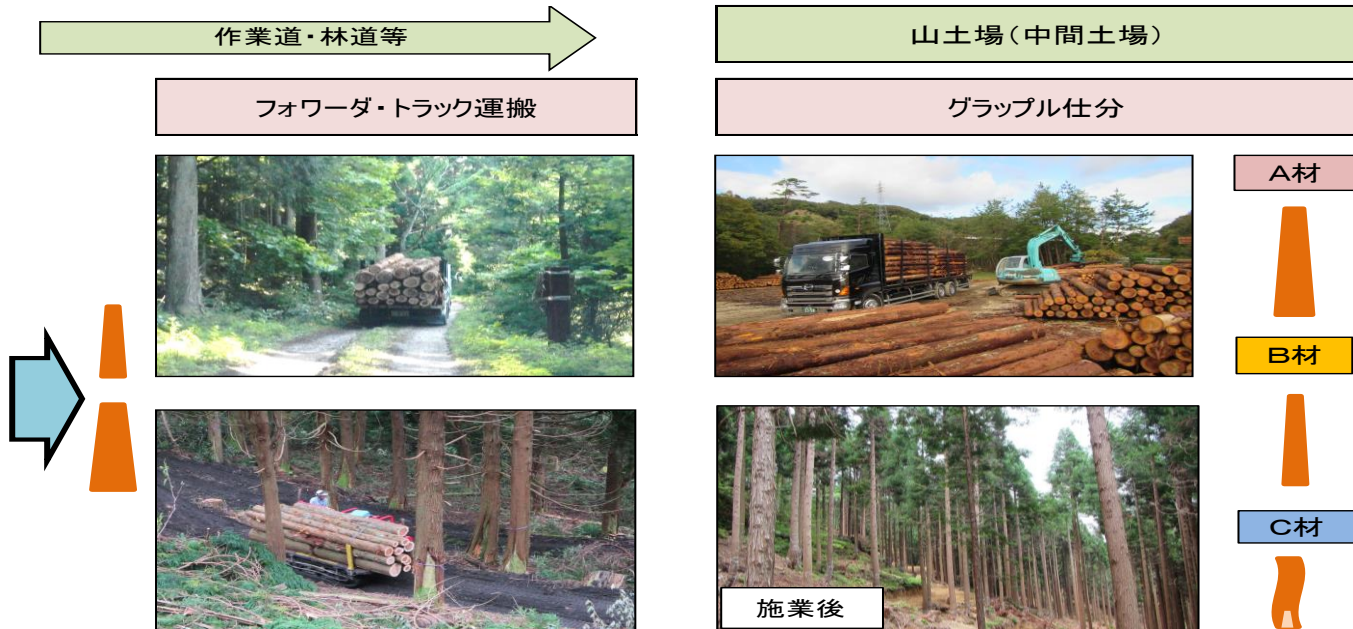 作業道・林道等
山土場(中間土場)
フォワーダ・トラック運搬
グラップル仕分
A材
B材
C材
施業後